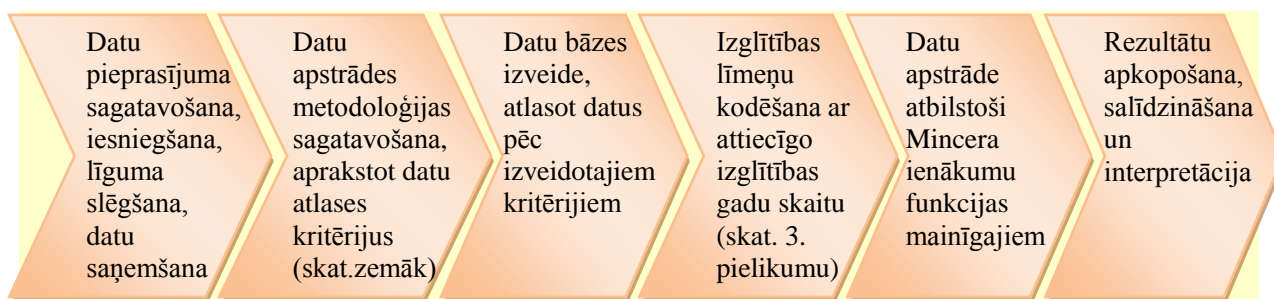 Datu
pieprasījuma
sagatavošana,
iesniegšana,
līguma
slēgšana,
datu
saņemšana
Datu
apstrādes
metodoloģijas
sagatavošana,
aprakstot datu
atlases
kritērijus
(skat.zemāk)
Datu bāzes
izveide,
atlasot datus
pēc
izveidotajiem
kritērijiem
Izglītības
līmeņu
kodēšana ar
attiecīgo
izglītības
gadu skaitu
(skat. 3.
pielikumu)
Datu
apstrāde
atbilstoši
Mincera
ienākumu
funkcijas
mainīgajiem
Rezultātu
apkopošana,
salīdzināšana
un
interpretācija